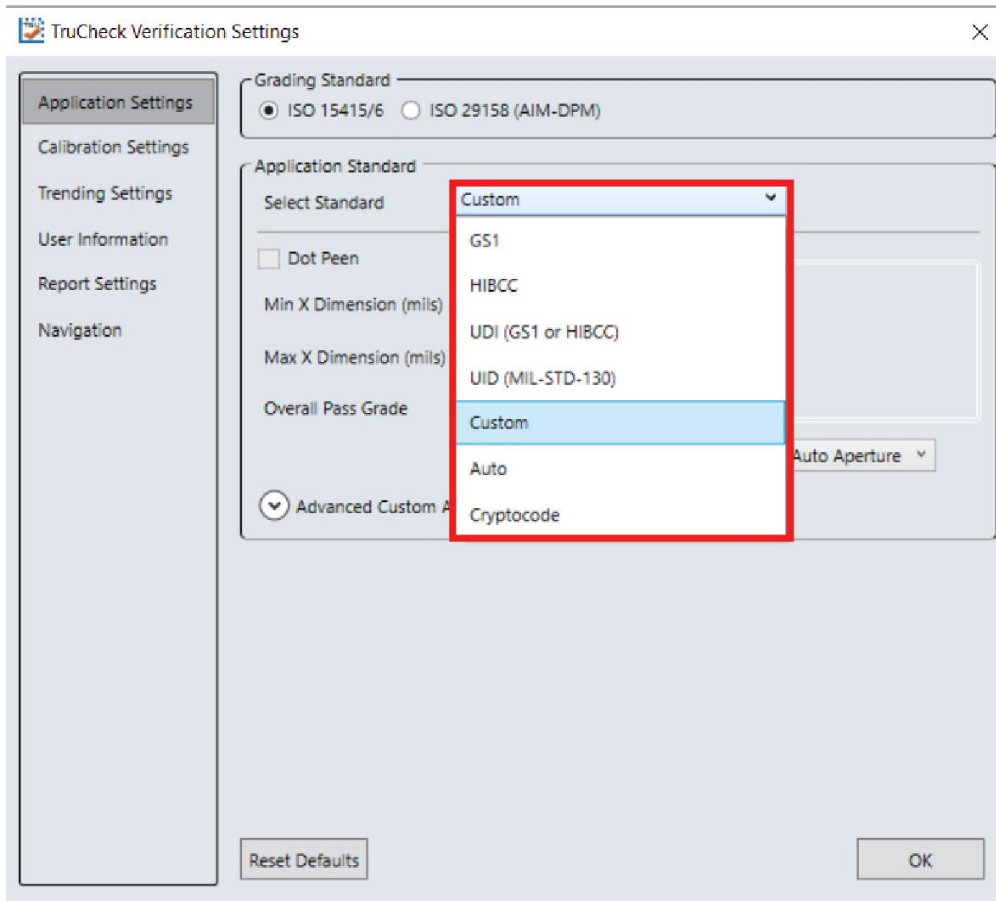 TruCheck Verification Settings
Application Settings
Calibration Settings
Trending Settings
User Information
Report Settings
Navigation
Grading Standard
ISO 15415/6 ISO 29158 (AIM-DPM)
Application Standard
Select Standard Custom
GS1
HIBCC
UDI (GS1 or HIBCC)
UID (MIL-STD-130)
Custom
Auto
Cryptocode
Dot Peen
Min X Dimension (mils)
Max X Dimension (mils)
Overall Pass Grade
Auto Aperture
Advanced Custom A
Reset Defaults OK